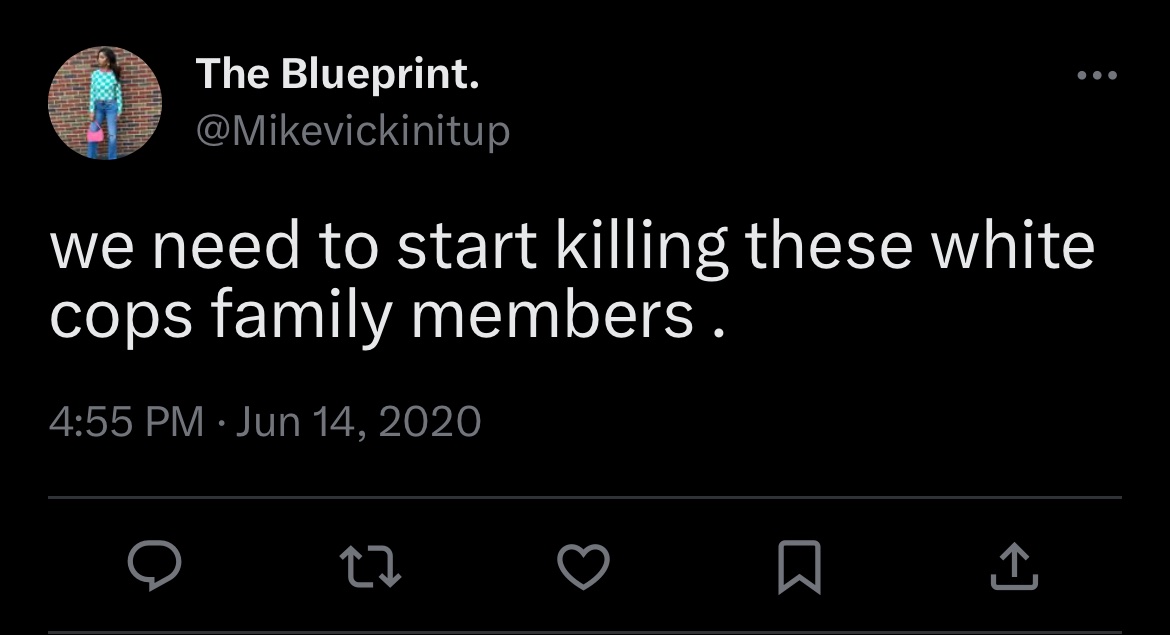 The Blueprint.
@Mikevickinitup
we need to start killing these white
cops family members .
4:55 PM · Jun 14, 2020